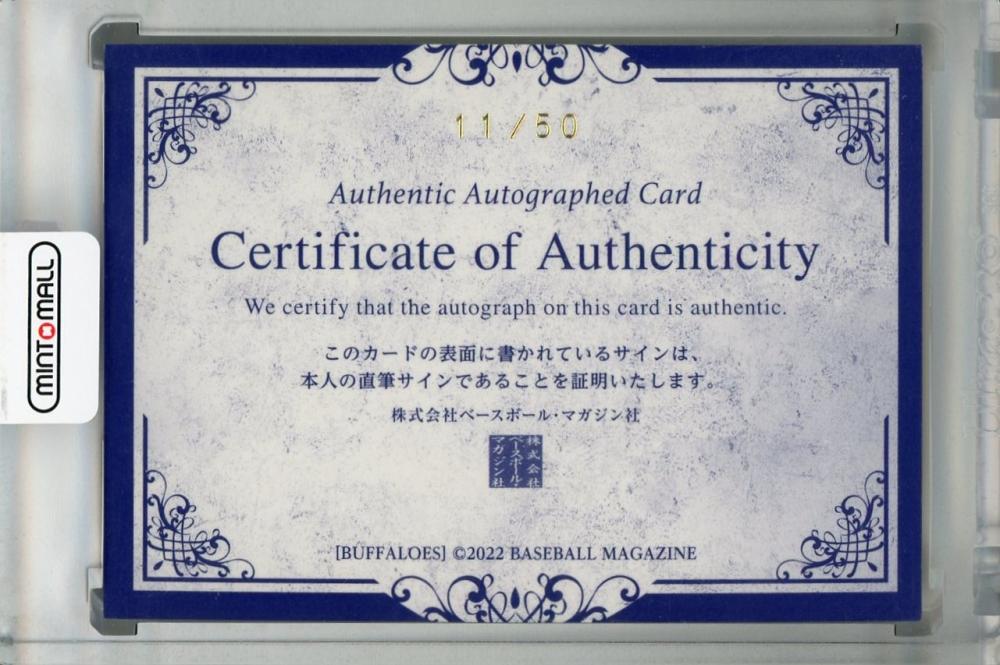 11/50
Authentic Autographed Card
Certificate of Authenticity
We certify that the autograph on this card is authentic.
このカードの表面に書かれているサインは、
本人の直筆サインであることを証明いたします。
株式会社ベースボール・マガジン社
株式会社
ベースボール・
マガジン社
[BUFFALOES] ©2022 BASEBALL MAGAZINE
MINTOMALL